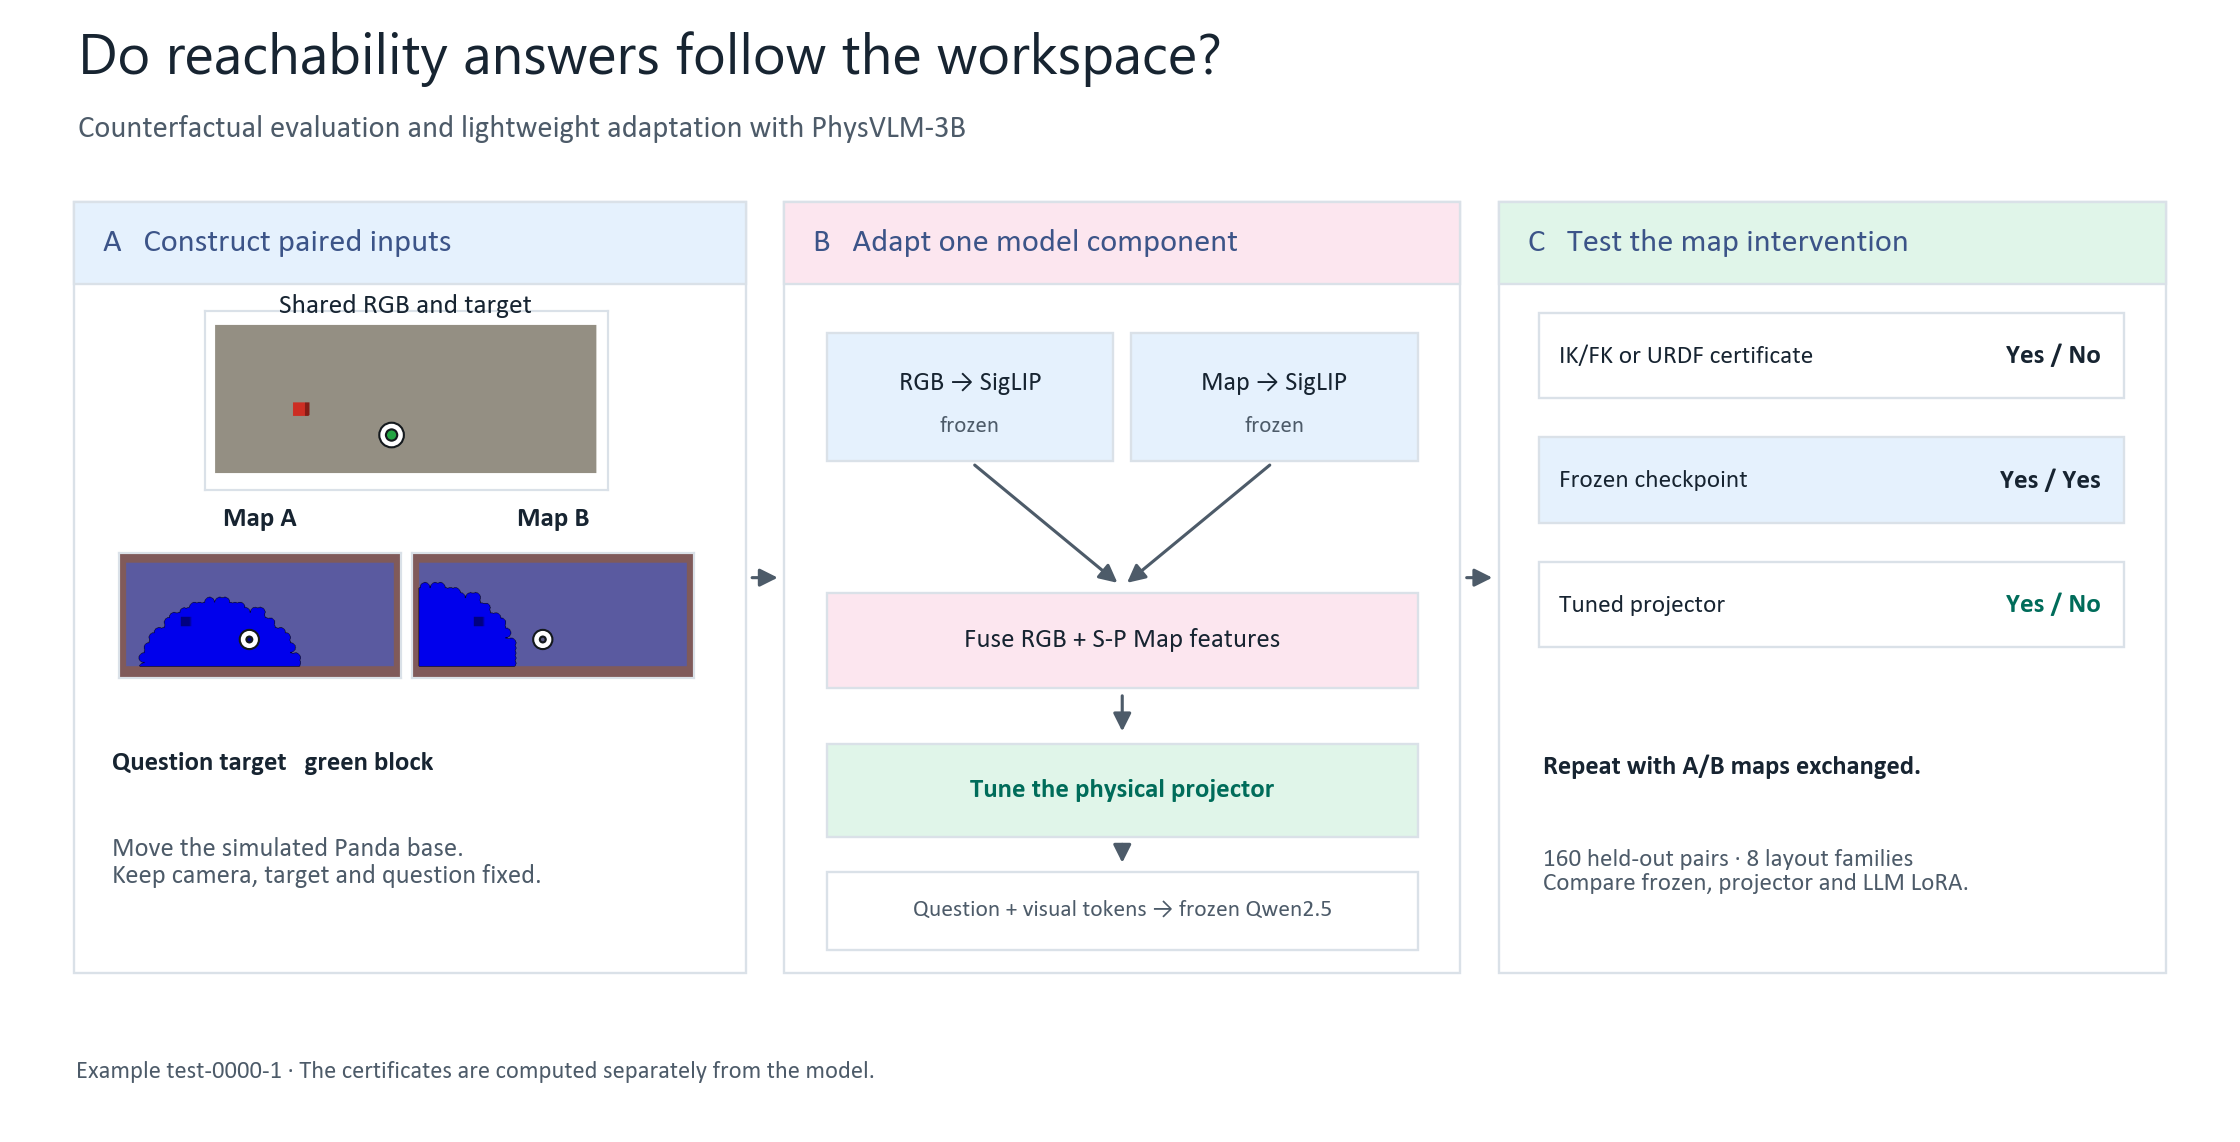 Do reachability answers follow the workspace?
Counterfactual evaluation and lightweight adaptation with PhysVLM-3B
A Construct paired inputs
Shared RGB and target
Map A Map B
Question target green block
Move the simulated Panda base.
Keep camera, target and question fixed.
B Adapt one model component
RGB → SigLIP
frozen
Map → SigLIP
frozen
Fuse RGB + S-P Map features
Tune the physical projector
Question + visual tokens → frozen Qwen2.5
C Test the map intervention
IK/FK or URDF certificate Yes / No
Frozen checkpoint Yes / Yes
Tuned projector Yes / No
Repeat with A/B maps exchanged.
160 held-out pairs · 8 layout families
Compare frozen, projector and LLM LoRA.
Example test-0000-1 · The certificates are computed separately from the model.